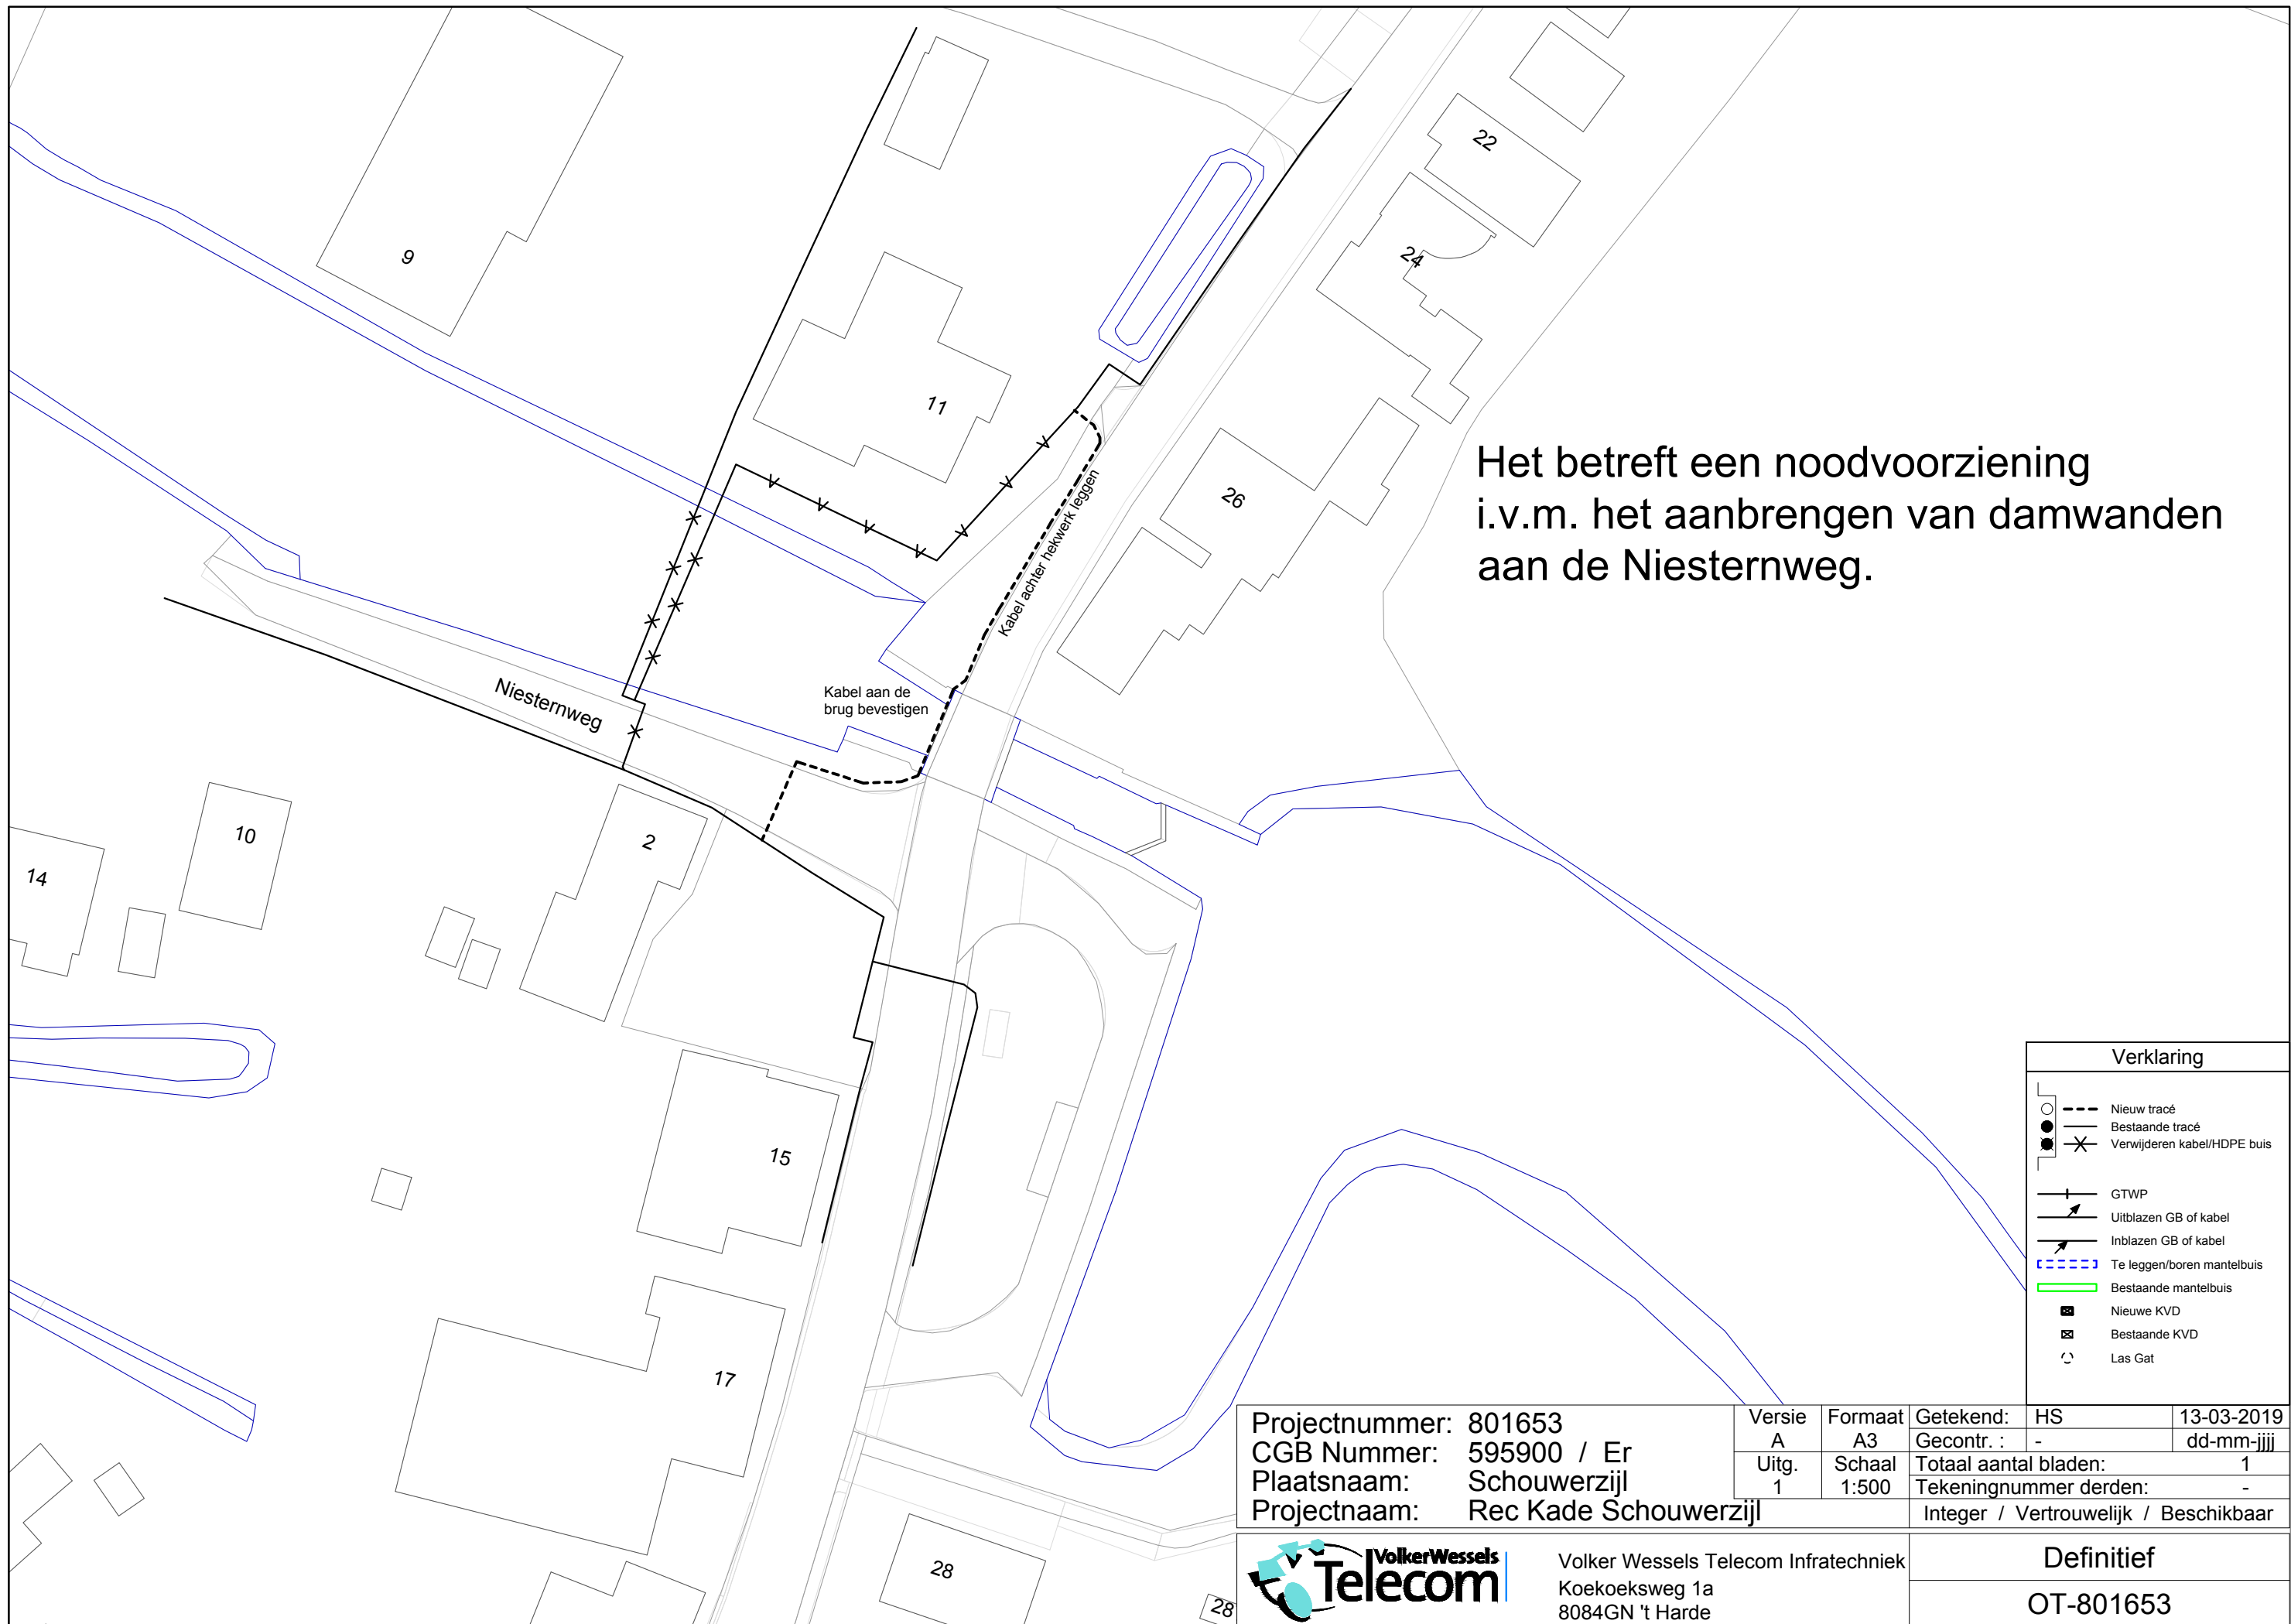 22
24
9
11
26
Het betreft een noodvoorziening
i.v.m. het aanbrengen van damwanden
aan de Niesternweg.
Kabel achter hekwerk leggen
Kabel aan de
brug bevestigen
Niesternweg
10
2
14
15
17
28
28
Verklaring
Nieuw tracé
Bestaande tracé
Verwijderen kabel/HDPE buis
GTWP
Uitblazen GB of kabel
Inblazen GB of kabel
Te leggen/boren mantelbuis
Bestaande mantelbuis
Nieuwe KVD
Bestaande KVD
Las Gat
Projectnummer: 801653
CGB Nummer: 595900 / Er
Plaatsnaam: Schouwerzijl
Projectnaam: Rec Kade Schouwerzijl
Versie Formaat Getekend: HS 13-03-2019
A A3 Gecontr. : - dd-mm-jjjj
Uitg. Schaal Totaal aantal bladen: 1
1 1:500 Tekeningnummer derden: -
Integer / Vertrouwelijk / Beschikbaar
VolkerWessels
Telecom
Volker Wessels Telecom Infratechniek
Koekoeksweg 1a
8084GN 't Harde
Definitief
OT-801653